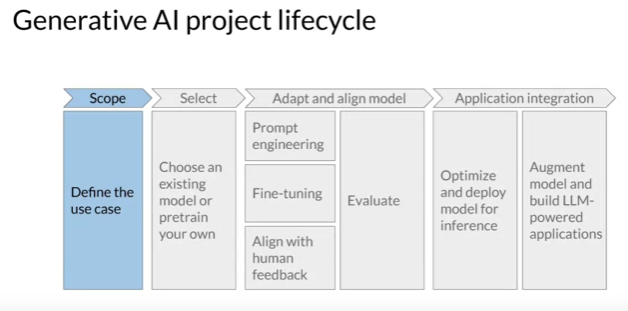 Generative AI project lifecycle
Scope
Select
Adapt and align model
Application integration
Define the
use case
Choose an
existing
model or
pretrain
your own
Prompt
engineering
Fine-tuning
Align with
human
feedback
Evaluate
Optimize
and deploy
model for
inference
Augment
model and
build LLM-
powered
applications